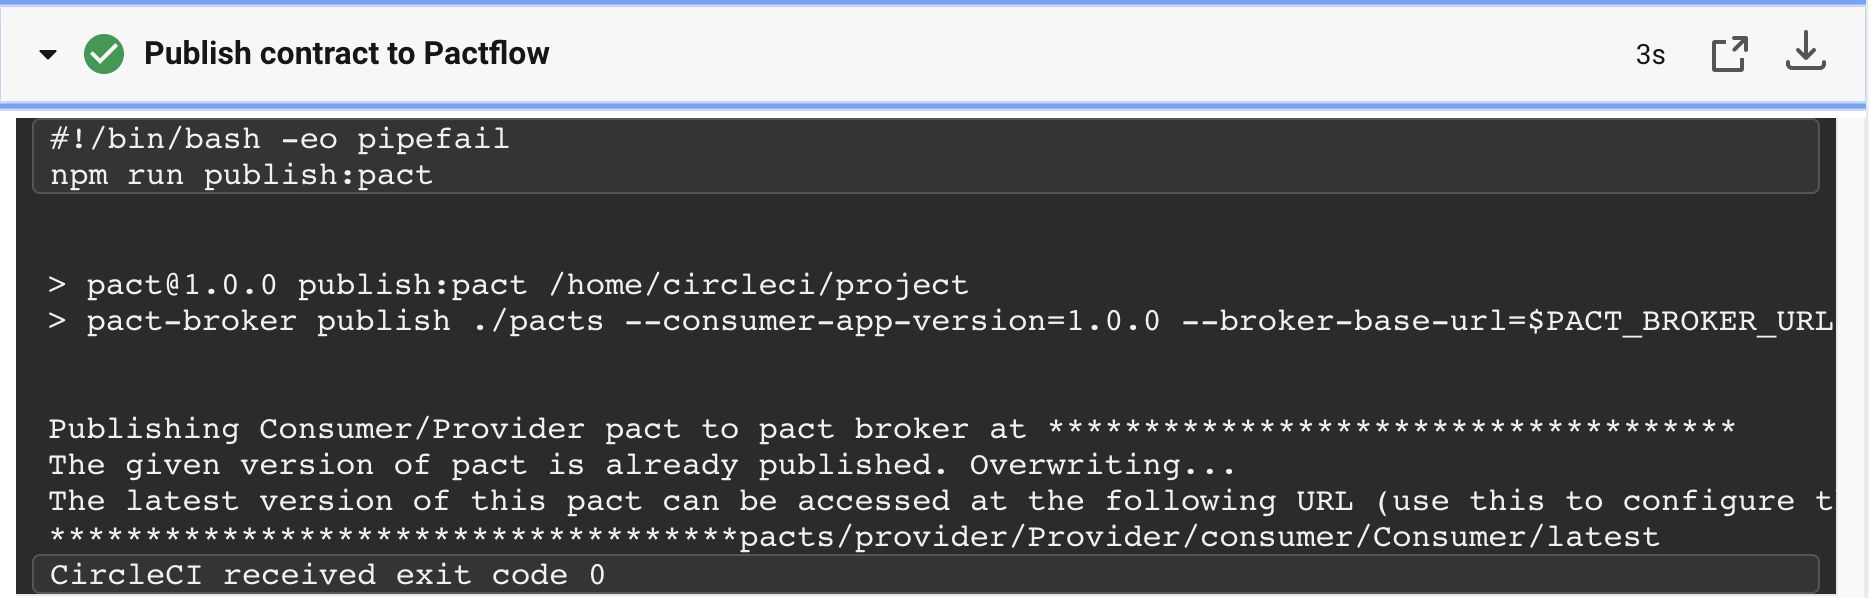 Publish contract to Pactflow
3s
#!/bin/bash -eo pipefail
npm run publish:pact
> pact@1.0.0 publish:pact /home/circleci/project
> pact-broker publish ./pacts --consumer-app-version=1.0.0 --broker-base-url=$PACT_BROKER_URL
Publishing Consumer/Provider pact to pact broker at ************************************
The given version of pact is already published. Overwriting...
The latest version of this pact can be accessed at the following URL (use this to configure t
************************************pacts/provider/Provider/consumer/Consumer/latest
CircleCI received exit code 0